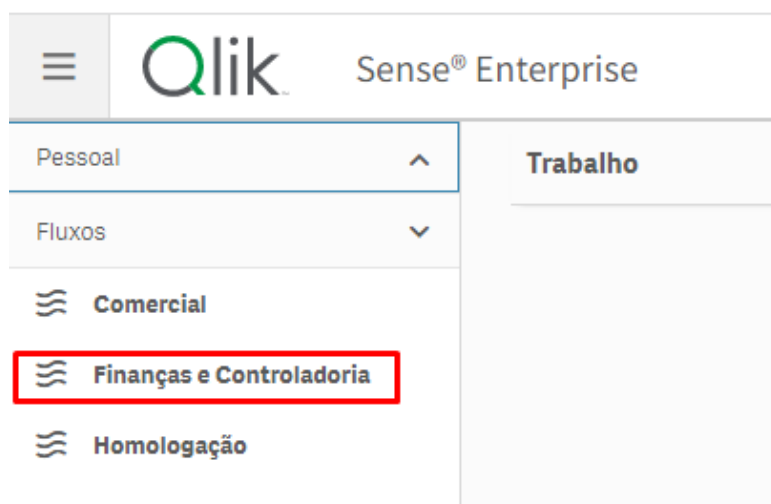 Qlik
Sense® Enterprise
Pessoal
Trabalho
Fluxos
Comercial
Finanças e Controladoria
Homologação